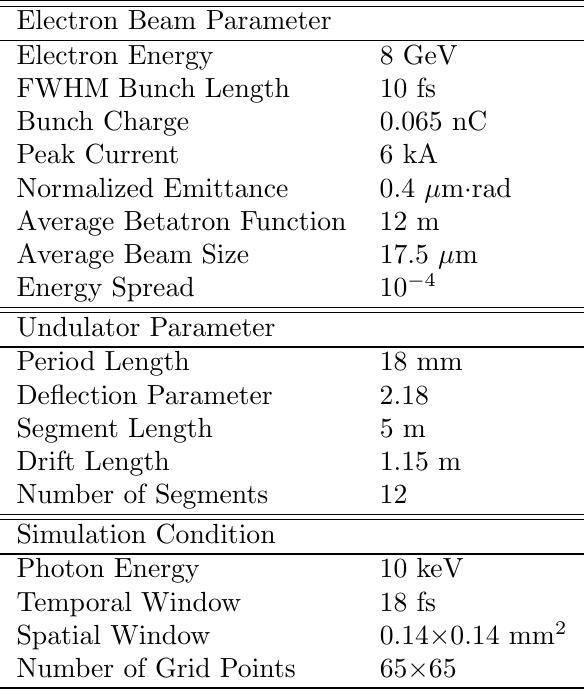 Electron Beam Parameter
Electron Energy 8 GeV
FWHM Bunch Length 10 fs
Bunch Charge 0.065 nC
Peak Current 6 kA
Normalized Emittance 0.4 μm·rad
Average Betatron Function 12 m
Average Beam Size 17.5 μm
Energy Spread 10⁻⁴
Undulator Parameter
Period Length 18 mm
Deflection Parameter 2.18
Segment Length 5 m
Drift Length 1.15 m
Number of Segments 12
Simulation Condition
Photon Energy 10 keV
Temporal Window 18 fs
Spatial Window 0.14×0.14 mm²
Number of Grid Points 65×65